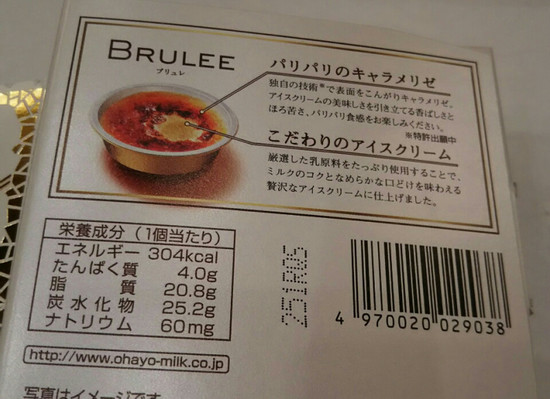 BRULEE
ブリュレ
パリパリのキャラメリゼ
独自の技術※で表面をこんがりキャラメリゼ。
アイスクリームの美味しさを引き立てる香ばしさと
ほろ苦さ、パリパリ食感をお楽しみください。
※特許出願中
こだわりのアイスクリーム
厳選した乳原料をたっぷり使用することで、
ミルクのコクとなめらかな口どけを味わえる
贅沢なアイスクリームに仕上げました。
栄養成分（1個当たり）
エネルギー 304kcal
たんぱく質 4.0g
脂質 20.8g
炭水化物 25.2g
ナトリウム 60mg
http://www.ohayo-milk.co.jp
4 970020 029038
写真はイメージです